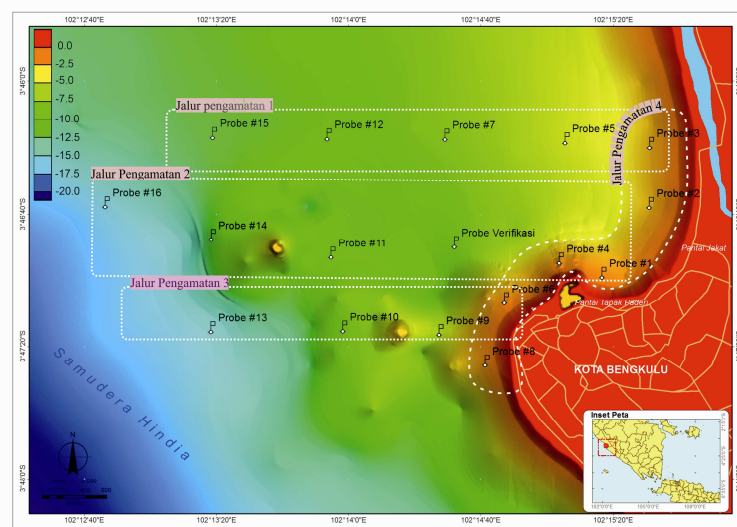 102°12'40"E 102°13'20"E 102°14'0"E 102°14'40"E 102°15'20"E
0.0
-2.5
-5.0
-7.5
-10.0
-12.5
-15.0
-17.5
-20.0
3°46'0"S
3°46'40"S
3°47'20"S
3°48'0"S
Jalur pengamatan 1
Jalur Pengamatan 4
Probe #15
Probe #12
Probe #7
Probe #5
Probe #3
Jalur Pengamatan 2
Probe #16
Probe #14
Probe #11
Probe Verifikasi
Probe #2
Probe #4
Probe #1
Pantai Jakat
Jalur Pengamatan 3
Probe #6
Pantai Tapak Paderi
Probe #13
Probe #10
Probe #9
Probe #8
KOTA BENGKULU
Samudera Hindia
N
Inset Peta
102°12'40"E 102°13'20"E 102°14'0"E 102°14'40"E 102°15'20"E